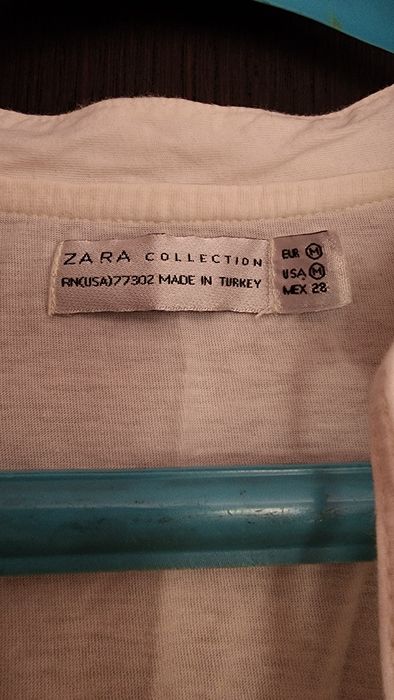 ZARA COLLECTION
RN(USA)77302 MADE IN TURKEY
EUR M
USA M
MEX 28